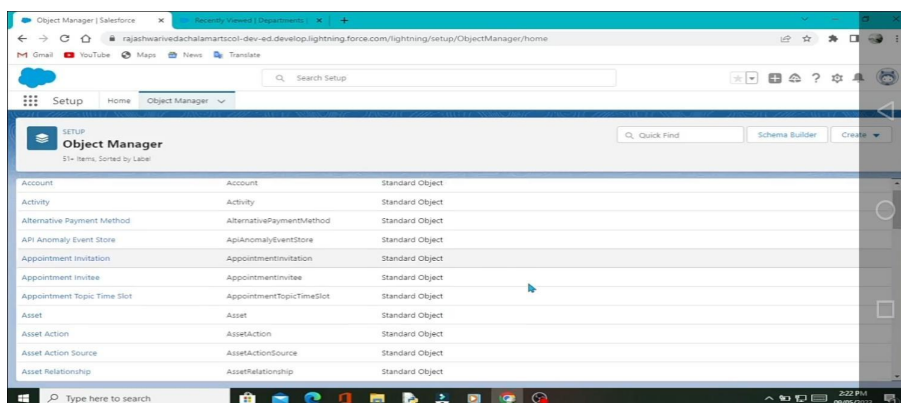 Object Manager | Salesforce
Recently Viewed | Departments |
rajashwarivedachalamartscol-dev-ed.develop.lightning.force.com/lightning/setup/ObjectManager/home
Gmail YouTube Maps News Translate
Search Setup
Setup Home Object Manager
SETUP
Object Manager
51+ Items, Sorted by Label
Quick Find Schema Builder Create
Account Account Standard Object
Activity Activity Standard Object
Alternative Payment Method AlternativePaymentMethod Standard Object
API Anomaly Event Store ApiAnomalyEventStore Standard Object
Appointment Invitation AppointmentInvitation Standard Object
Appointment Invitee AppointmentInvitee Standard Object
Appointment Topic Time Slot AppointmentTopicTimeSlot Standard Object
Asset Asset Standard Object
Asset Action AssetAction Standard Object
Asset Action Source AssetActionSource Standard Object
Asset Relationship AssetRelationship Standard Object
Type here to search
2:22 PM